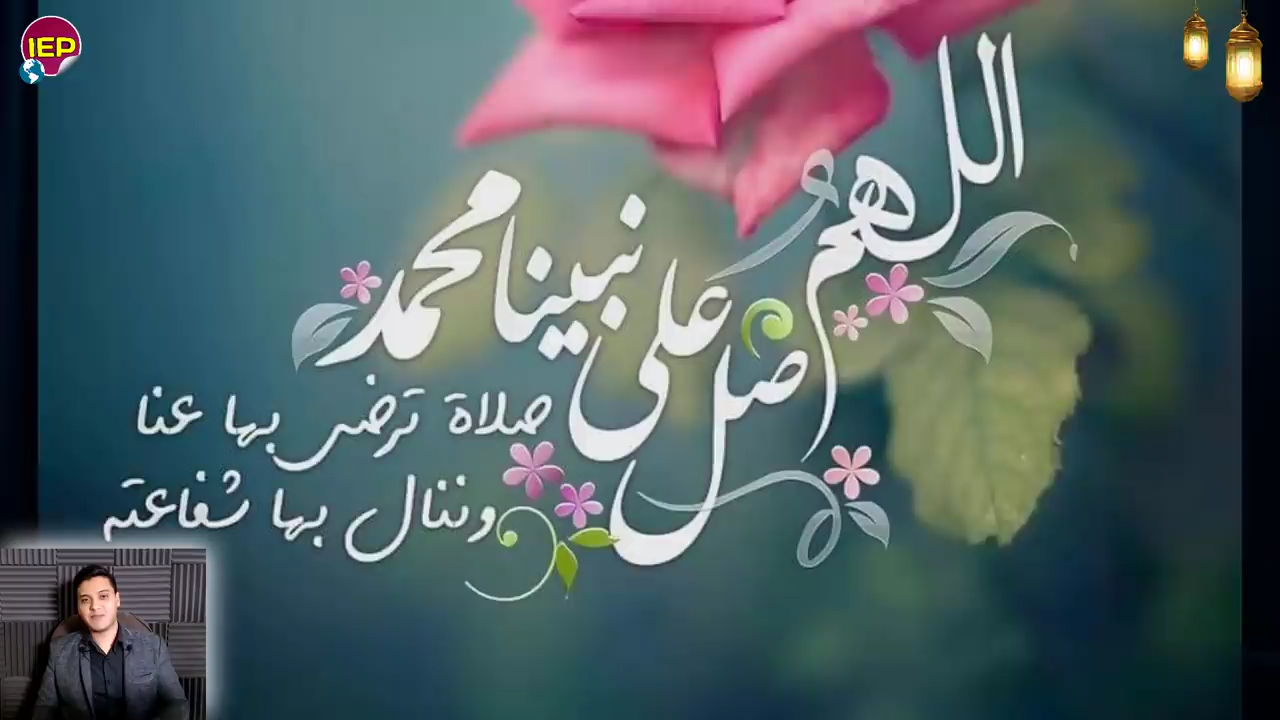 IEP
اللهم صل على نبينا محمد
صلاة ترضى بها عنا
وننال بها شفاعته